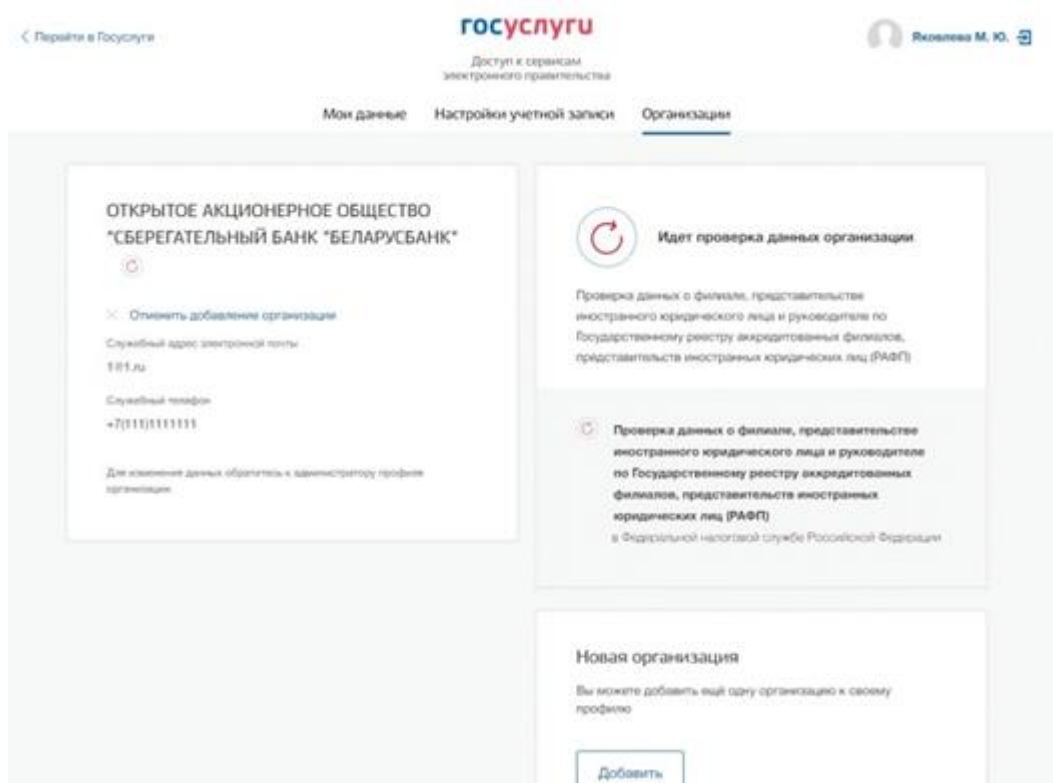 Перейти в Госуслуги
госуслуги
Яковлева М. Ю.
Доступ к сервисам
электронного правительства
Мои данные
Настройки учетной записи
Организации
ОТКРЫТОЕ АКЦИОНЕРНОЕ ОБЩЕСТВО
"СБЕРЕГАТЕЛЬНЫЙ БАНК "БЕЛАРУСБАНК"
Отменить добавление организации
Служебный адрес электронной почты
1@1.ru
Служебный телефон
+7(111)1111111
Для изменения данных обратитесь к администратору профиля
организации
Идет проверка данных организации
Проверка данных о филиале, представительстве
иностранного юридического лица и руководителе по
Государственному реестру аккредитованных филиалов,
представительств иностранных юридических лиц (РАФП)
Проверка данных о филиале, представительстве
иностранного юридического лица и руководителе
по Государственному реестру аккредитованных
филиалов, представительств иностранных
юридических лиц (РАФП)
в Федеральной налоговой службе Российской Федерации
Новая организация
Вы можете добавить ещё одну организацию к своему
профилю
Добавить